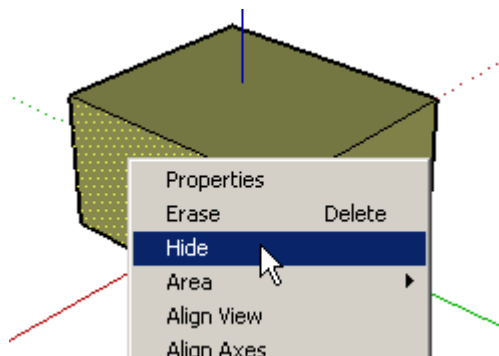 Properties
Erase Delete
Hide
Area
Align View
Align Axes